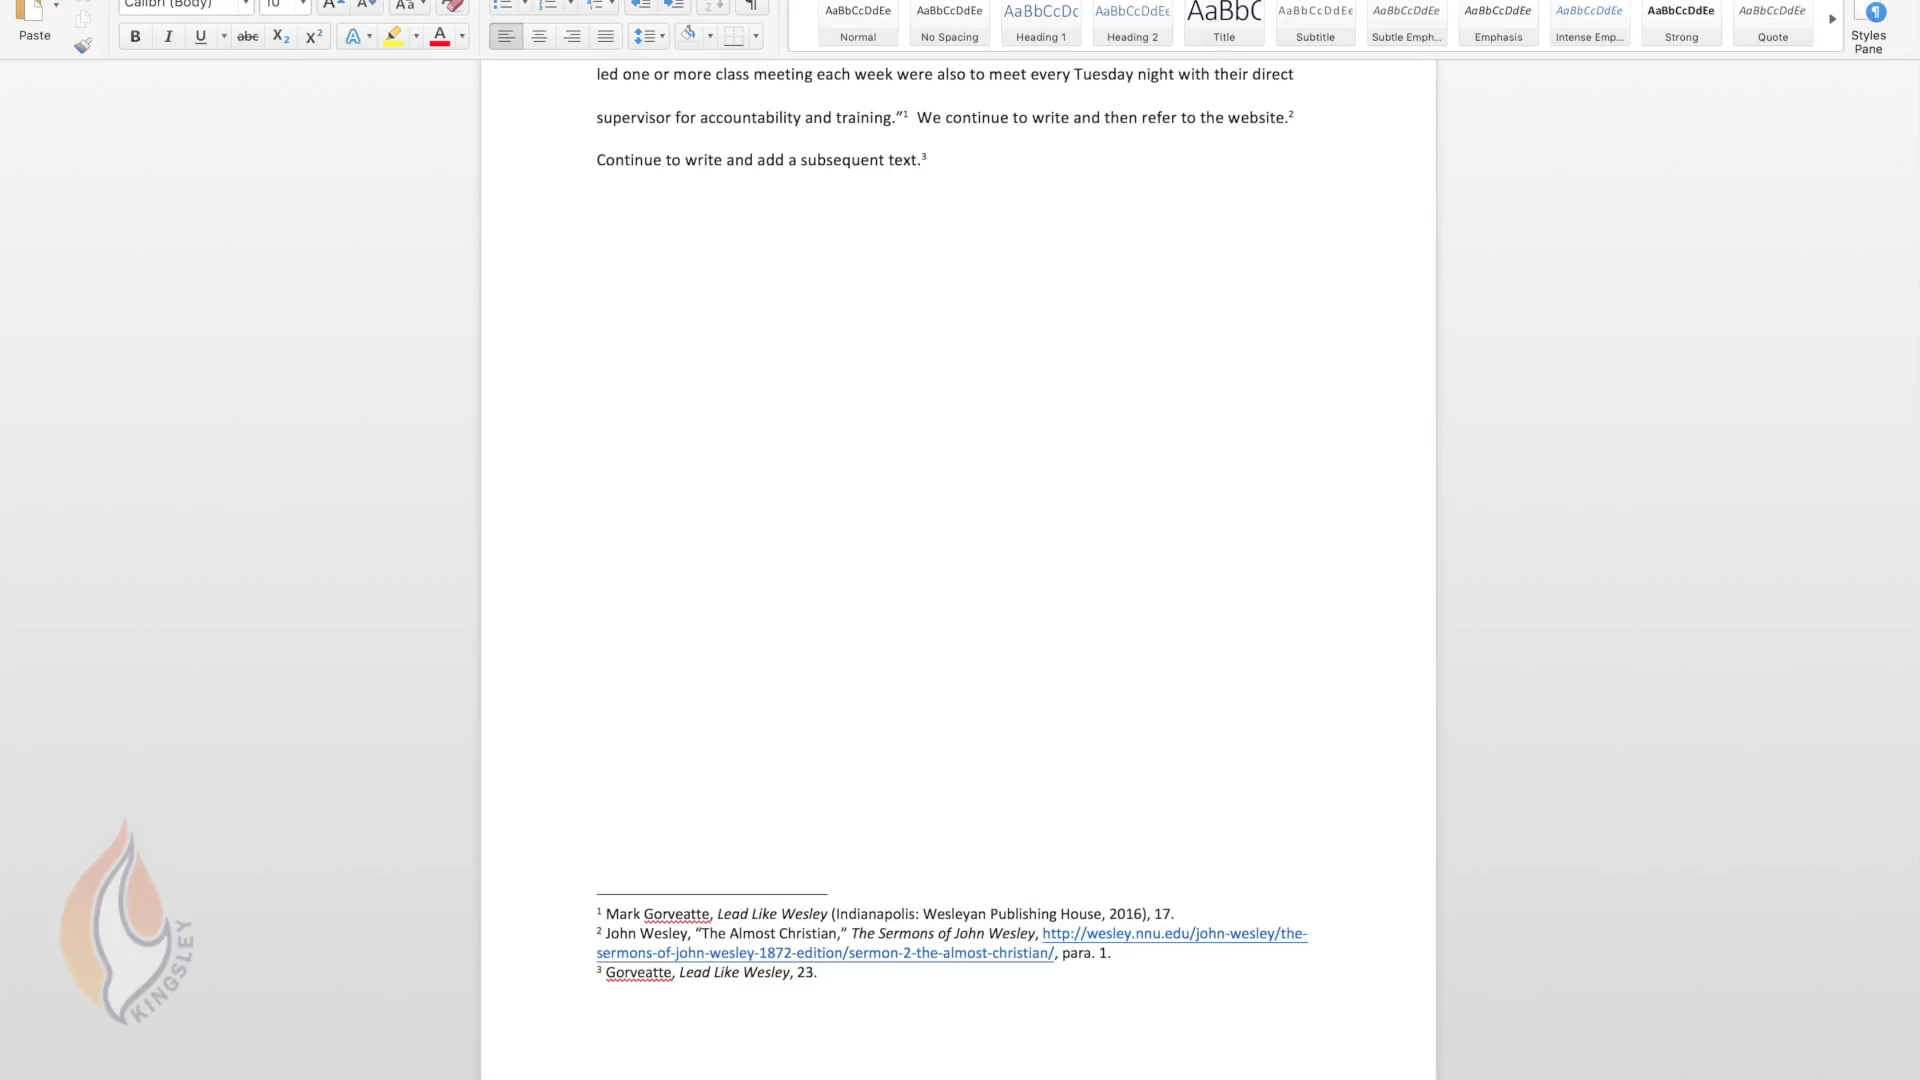 Calibri (Body) 10 A A Aa
Paste
B I U abc X2 X2 A A
AaBbCcDdEe AaBbCcDdEe AaBbCcDc AaBbCcDdEe AaBbC AaBbCcDdEe AaBbCcDdEe AaBbCcDdEe AaBbCcDdEe AaBbCcDdEe AaBbCcDdEe
Normal No Spacing Heading 1 Heading 2 Title Subtitle Subtle Emph... Emphasis Intense Emp... Strong Quote
Styles
Pane
led one or more class meeting each week were also to meet every Tuesday night with their direct
supervisor for accountability and training.”1 We continue to write and then refer to the website.2
Continue to write and add a subsequent text.3
1 Mark Gorveatte, Lead Like Wesley (Indianapolis: Wesleyan Publishing House, 2016), 17.
2 John Wesley, “The Almost Christian,” The Sermons of John Wesley, http://wesley.nnu.edu/john-wesley/the-
sermons-of-john-wesley-1872-edition/sermon-2-the-almost-christian/, para. 1.
3 Gorveatte, Lead Like Wesley, 23.
KINGSLEY